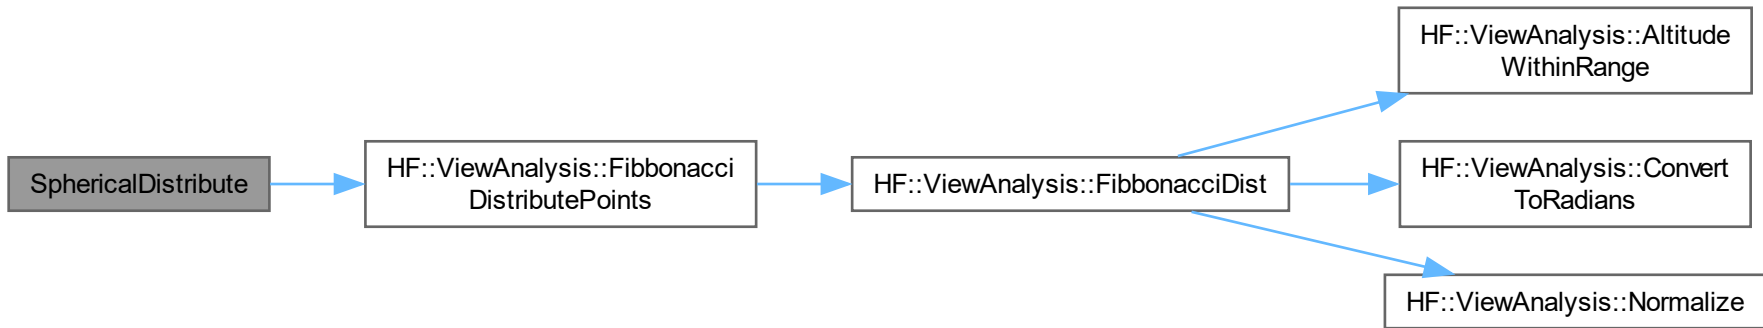 SphericalDistribute
HF::ViewAnalysis::Fibbonacci
DistributePoints
HF::ViewAnalysis::FibbonacciDist
HF::ViewAnalysis::Altitude
WithinRange
HF::ViewAnalysis::Convert
ToRadians
HF::ViewAnalysis::Normalize